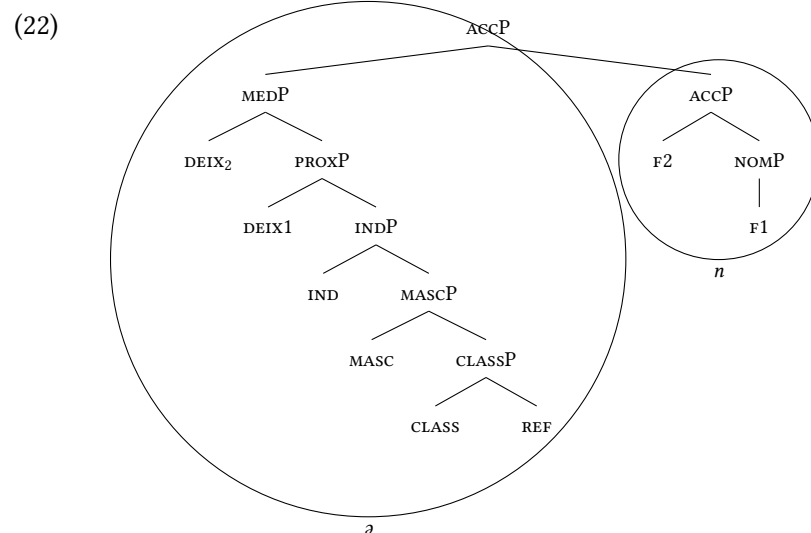 (22)
ACCP
MEDP ACCP
DEIX₂ PROXP F2 NOMP
DEIX1 INDP F1
IND MASCP
MASC CLASSP
CLASS REF
n
ə